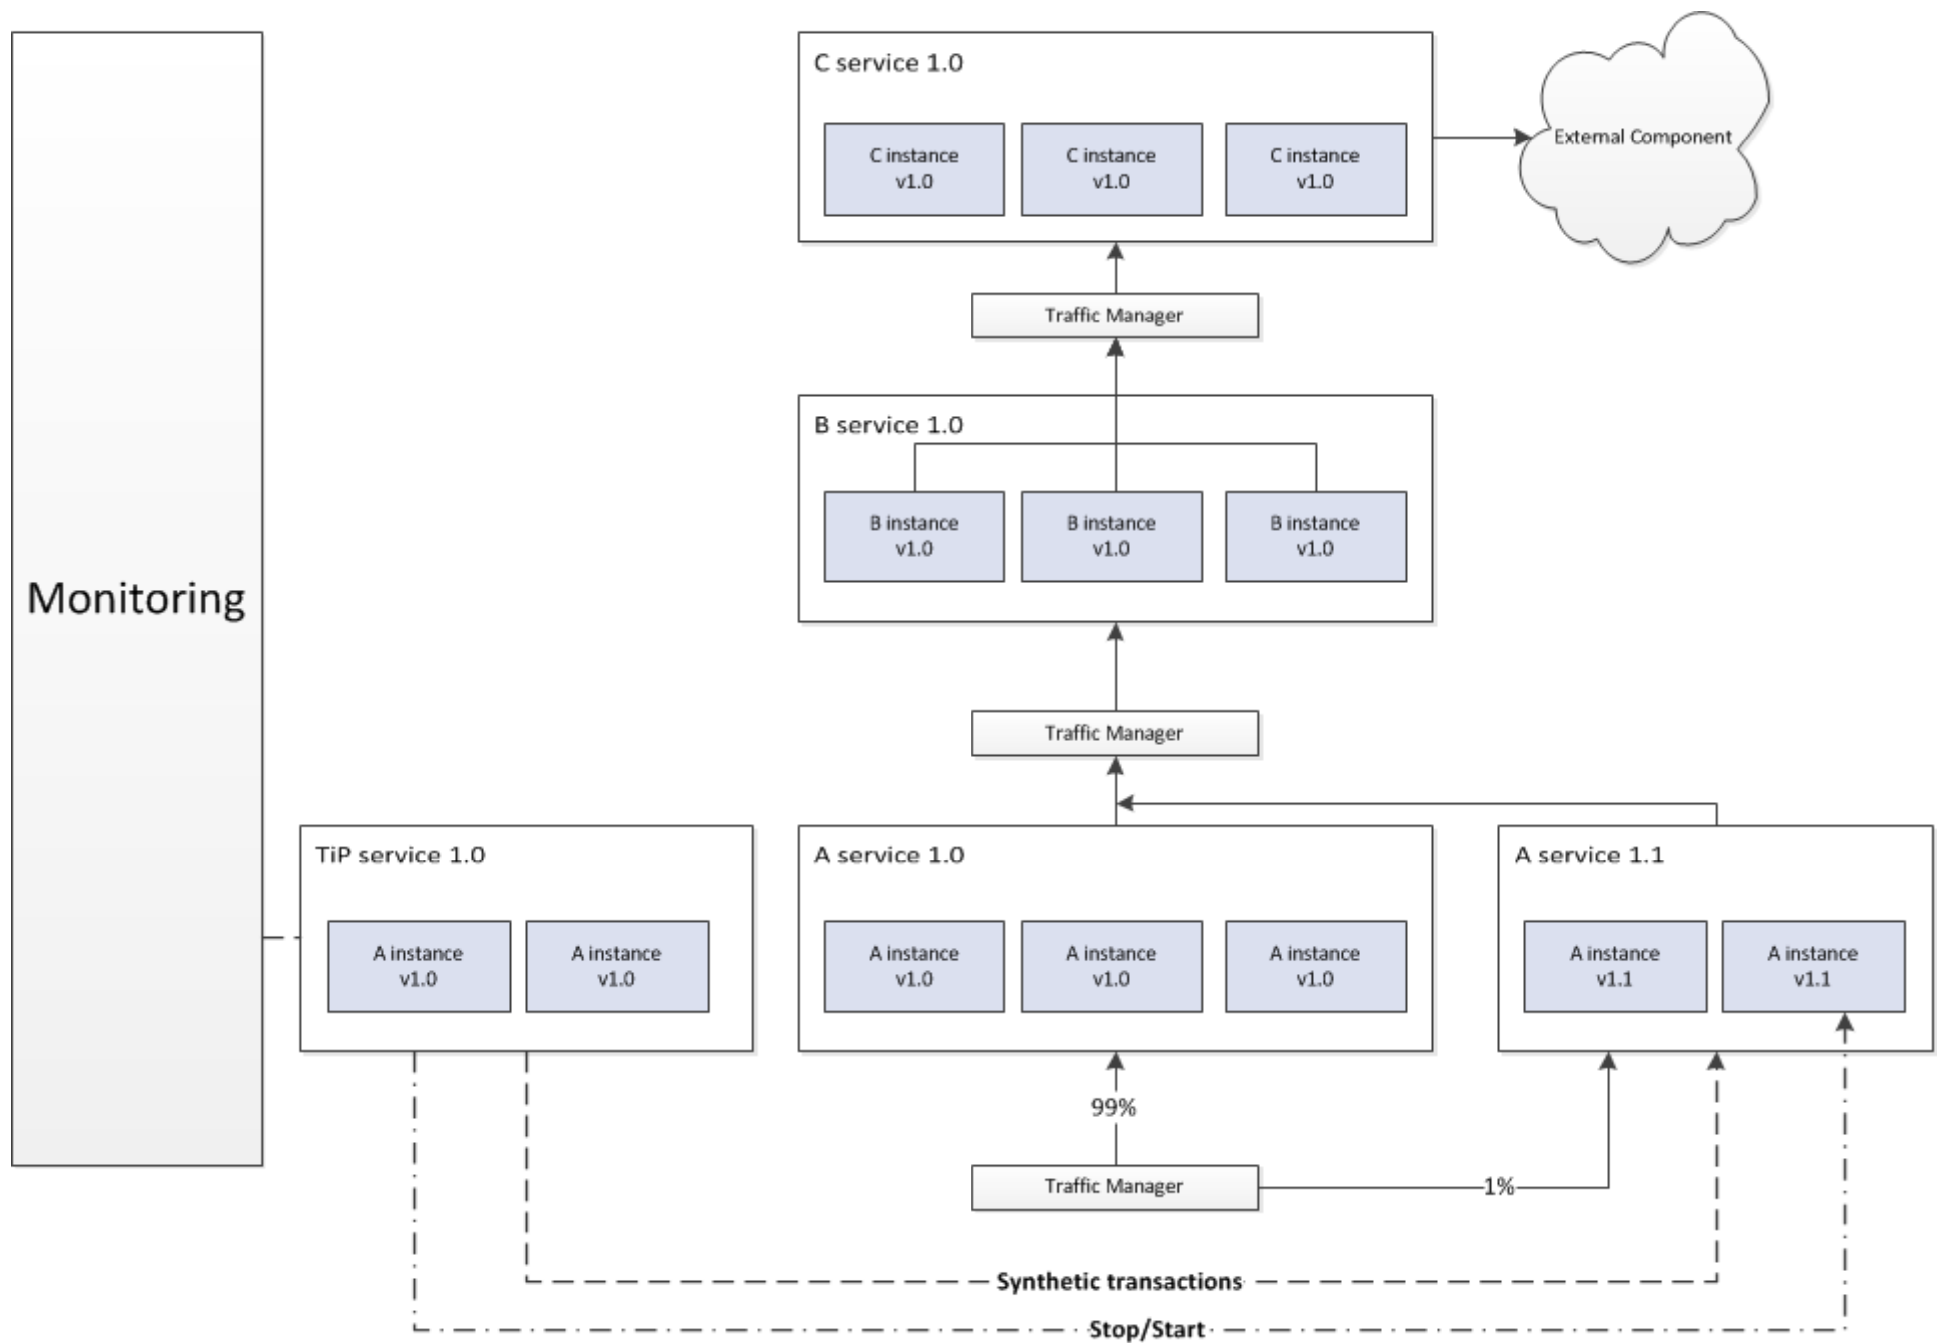 C service 1.0
C instance
v1.0
C instance
v1.0
C instance
v1.0
External Component
Traffic Manager
B service 1.0
B instance
v1.0
B instance
v1.0
B instance
v1.0
Monitoring
Traffic Manager
TiP service 1.0
A instance
v1.0
A instance
v1.0
A service 1.0
A instance
v1.0
A instance
v1.0
A instance
v1.0
A service 1.1
A instance
v1.1
A instance
v1.1
99%
Traffic Manager
1%
Synthetic transactions
Stop/Start